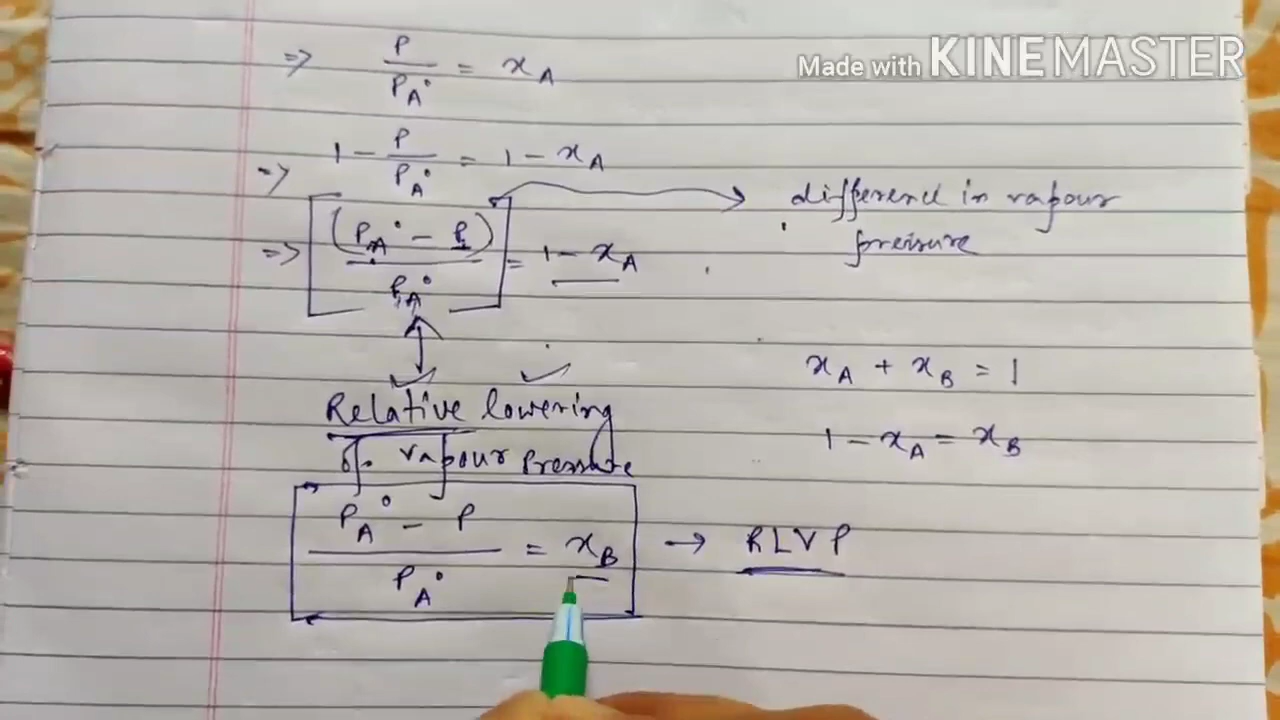 Made with KINEMASTER
=> P / PA° = xA
=> 1 - P / PA° = 1 - xA
=> (PA° - P) / PA° = 1 - xA
difference in vapour
pressure
xA + xB = 1
1 - xA = xB
Relative lowering
of vapour pressure
PA° - P / PA° = xB → RLVP